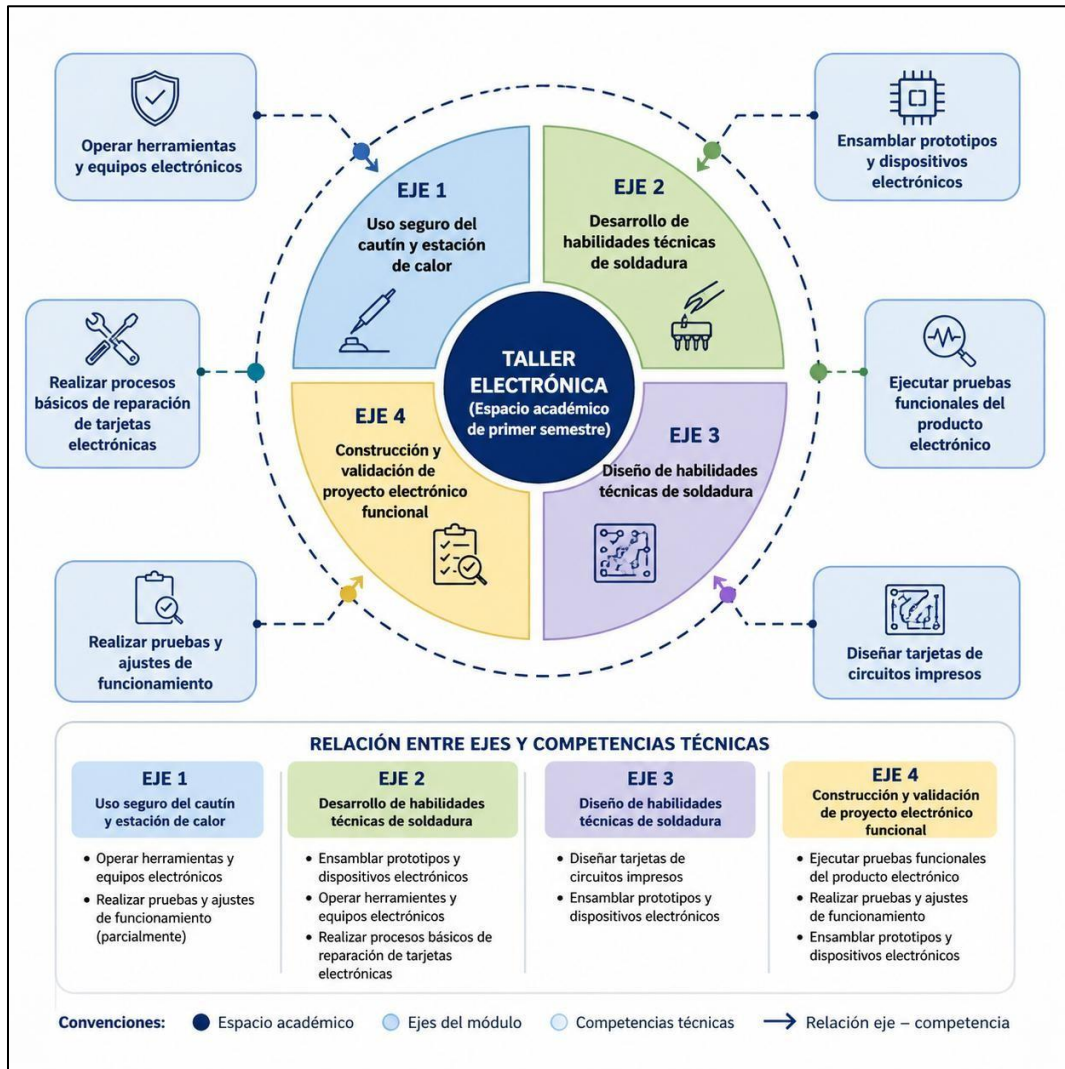 Operar herramientas
y equipos electrónicos
Ensamblar prototipos
y dispositivos
electrónicos
EJE 1
Uso seguro del
cautín y estación
de calor
EJE 2
Desarrollo de
habilidades técnicas
de soldadura
Realizar procesos
básicos de reparación
de tarjetas
electrónicas
TALLER
ELECTRÓNICA
(Espacio académico
de primer semestre)
Ejecutar pruebas
funcionales del
producto
electrónico
EJE 4
Construcción y
validación de
proyecto electrónico
funcional
EJE 3
Diseño de habilidades
técnicas de soldadura
Realizar pruebas y
ajustes de
funcionamiento
Diseñar tarjetas de
circuitos impresos
RELACIÓN ENTRE EJES Y COMPETENCIAS TÉCNICAS
EJE 1
Uso seguro del cautín
y estación de calor
• Operar herramientas y
equipos electrónicos
• Realizar pruebas y ajustes
de funcionamiento
(parcialmente)
EJE 2
Desarrollo de habilidades
técnicas de soldadura
• Ensamblar prototipos y
dispositivos electrónicos
• Operar herramientas y
equipos electrónicos
• Realizar procesos básicos de
reparación de tarjetas
electrónicas
EJE 3
Diseño de habilidades
técnicas de soldadura
• Diseñar tarjetas de
circuitos impresos
• Ensamblar prototipos y
dispositivos electrónicos
EJE 4
Construcción y validación
de proyecto electrónico
funcional
• Ejecutar pruebas funcionales
del producto electrónico
• Realizar pruebas y ajustes
de funcionamiento
• Ensamblar prototipos y
dispositivos electrónicos
Convenciones: Espacio académico Ejes del módulo Competencias técnicas Relación eje – competencia